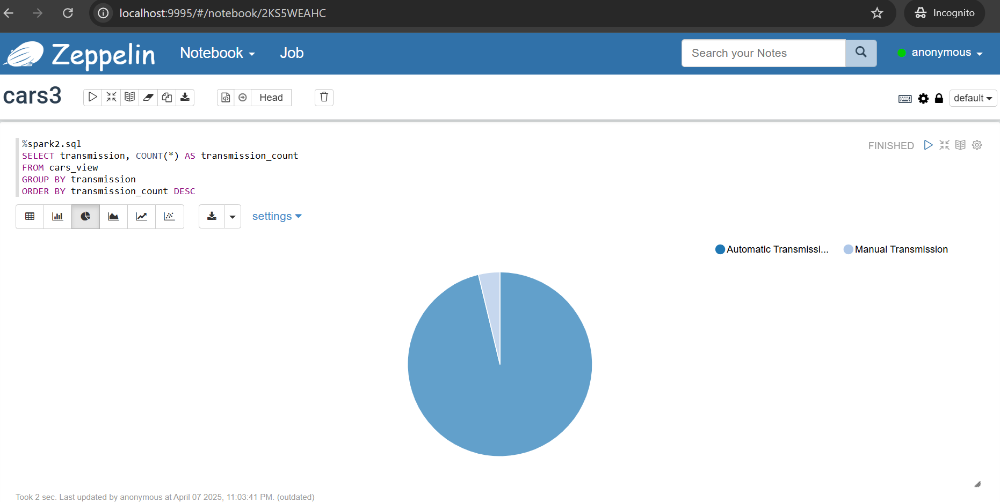 localhost:9995/#/notebook/2KS5WEAHC
Incognito
Zeppelin
Notebook
Job
Search your Notes
anonymous
cars3
Head
default
%spark2.sql
SELECT transmission, COUNT(*) AS transmission_count
FROM cars_view
GROUP BY transmission
ORDER BY transmission_count DESC
FINISHED
settings
Automatic Transmissi...
Manual Transmission
Took 2 sec. Last updated by anonymous at April 07 2025, 11:03:41 PM. (outdated)